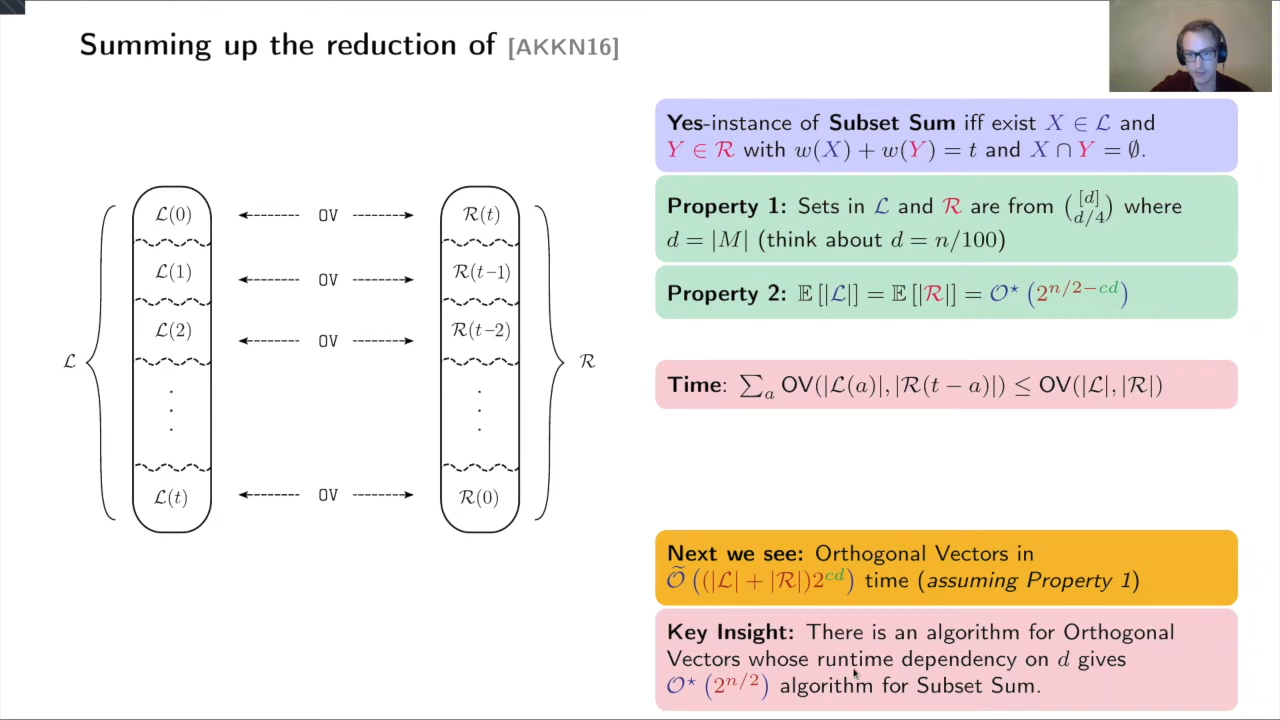 Summing up the reduction of [AKKN16]
Yes-instance of Subset Sum iff exist X ∈ ℒ and
Y ∈ ℛ with w(X) + w(Y) = t and X ∩ Y = ∅.
Property 1: Sets in ℒ and ℛ are from ([d] d/4) where
d = |M| (think about d = n/100)
Property 2: 𝔼[|ℒ|] = 𝔼[|ℛ|] = 𝒪⋆(2^{n/2−cd})
Time: ∑_a OV(|ℒ(a)|, |ℛ(t − a)|) ≤ OV(|ℒ|, |ℛ|)
ℒ(0) OV ℛ(t)
ℒ(1) OV ℛ(t−1)
ℒ(2) OV ℛ(t−2)
ℒ ℛ
ℒ(t) OV ℛ(0)
Next we see: Orthogonal Vectors in
𝒪̃((|ℒ| + |ℛ|)2^{cd}) time (assuming Property 1)
Key Insight: There is an algorithm for Orthogonal
Vectors whose runtime dependency on d gives
𝒪⋆(2^{n/2}) algorithm for Subset Sum.